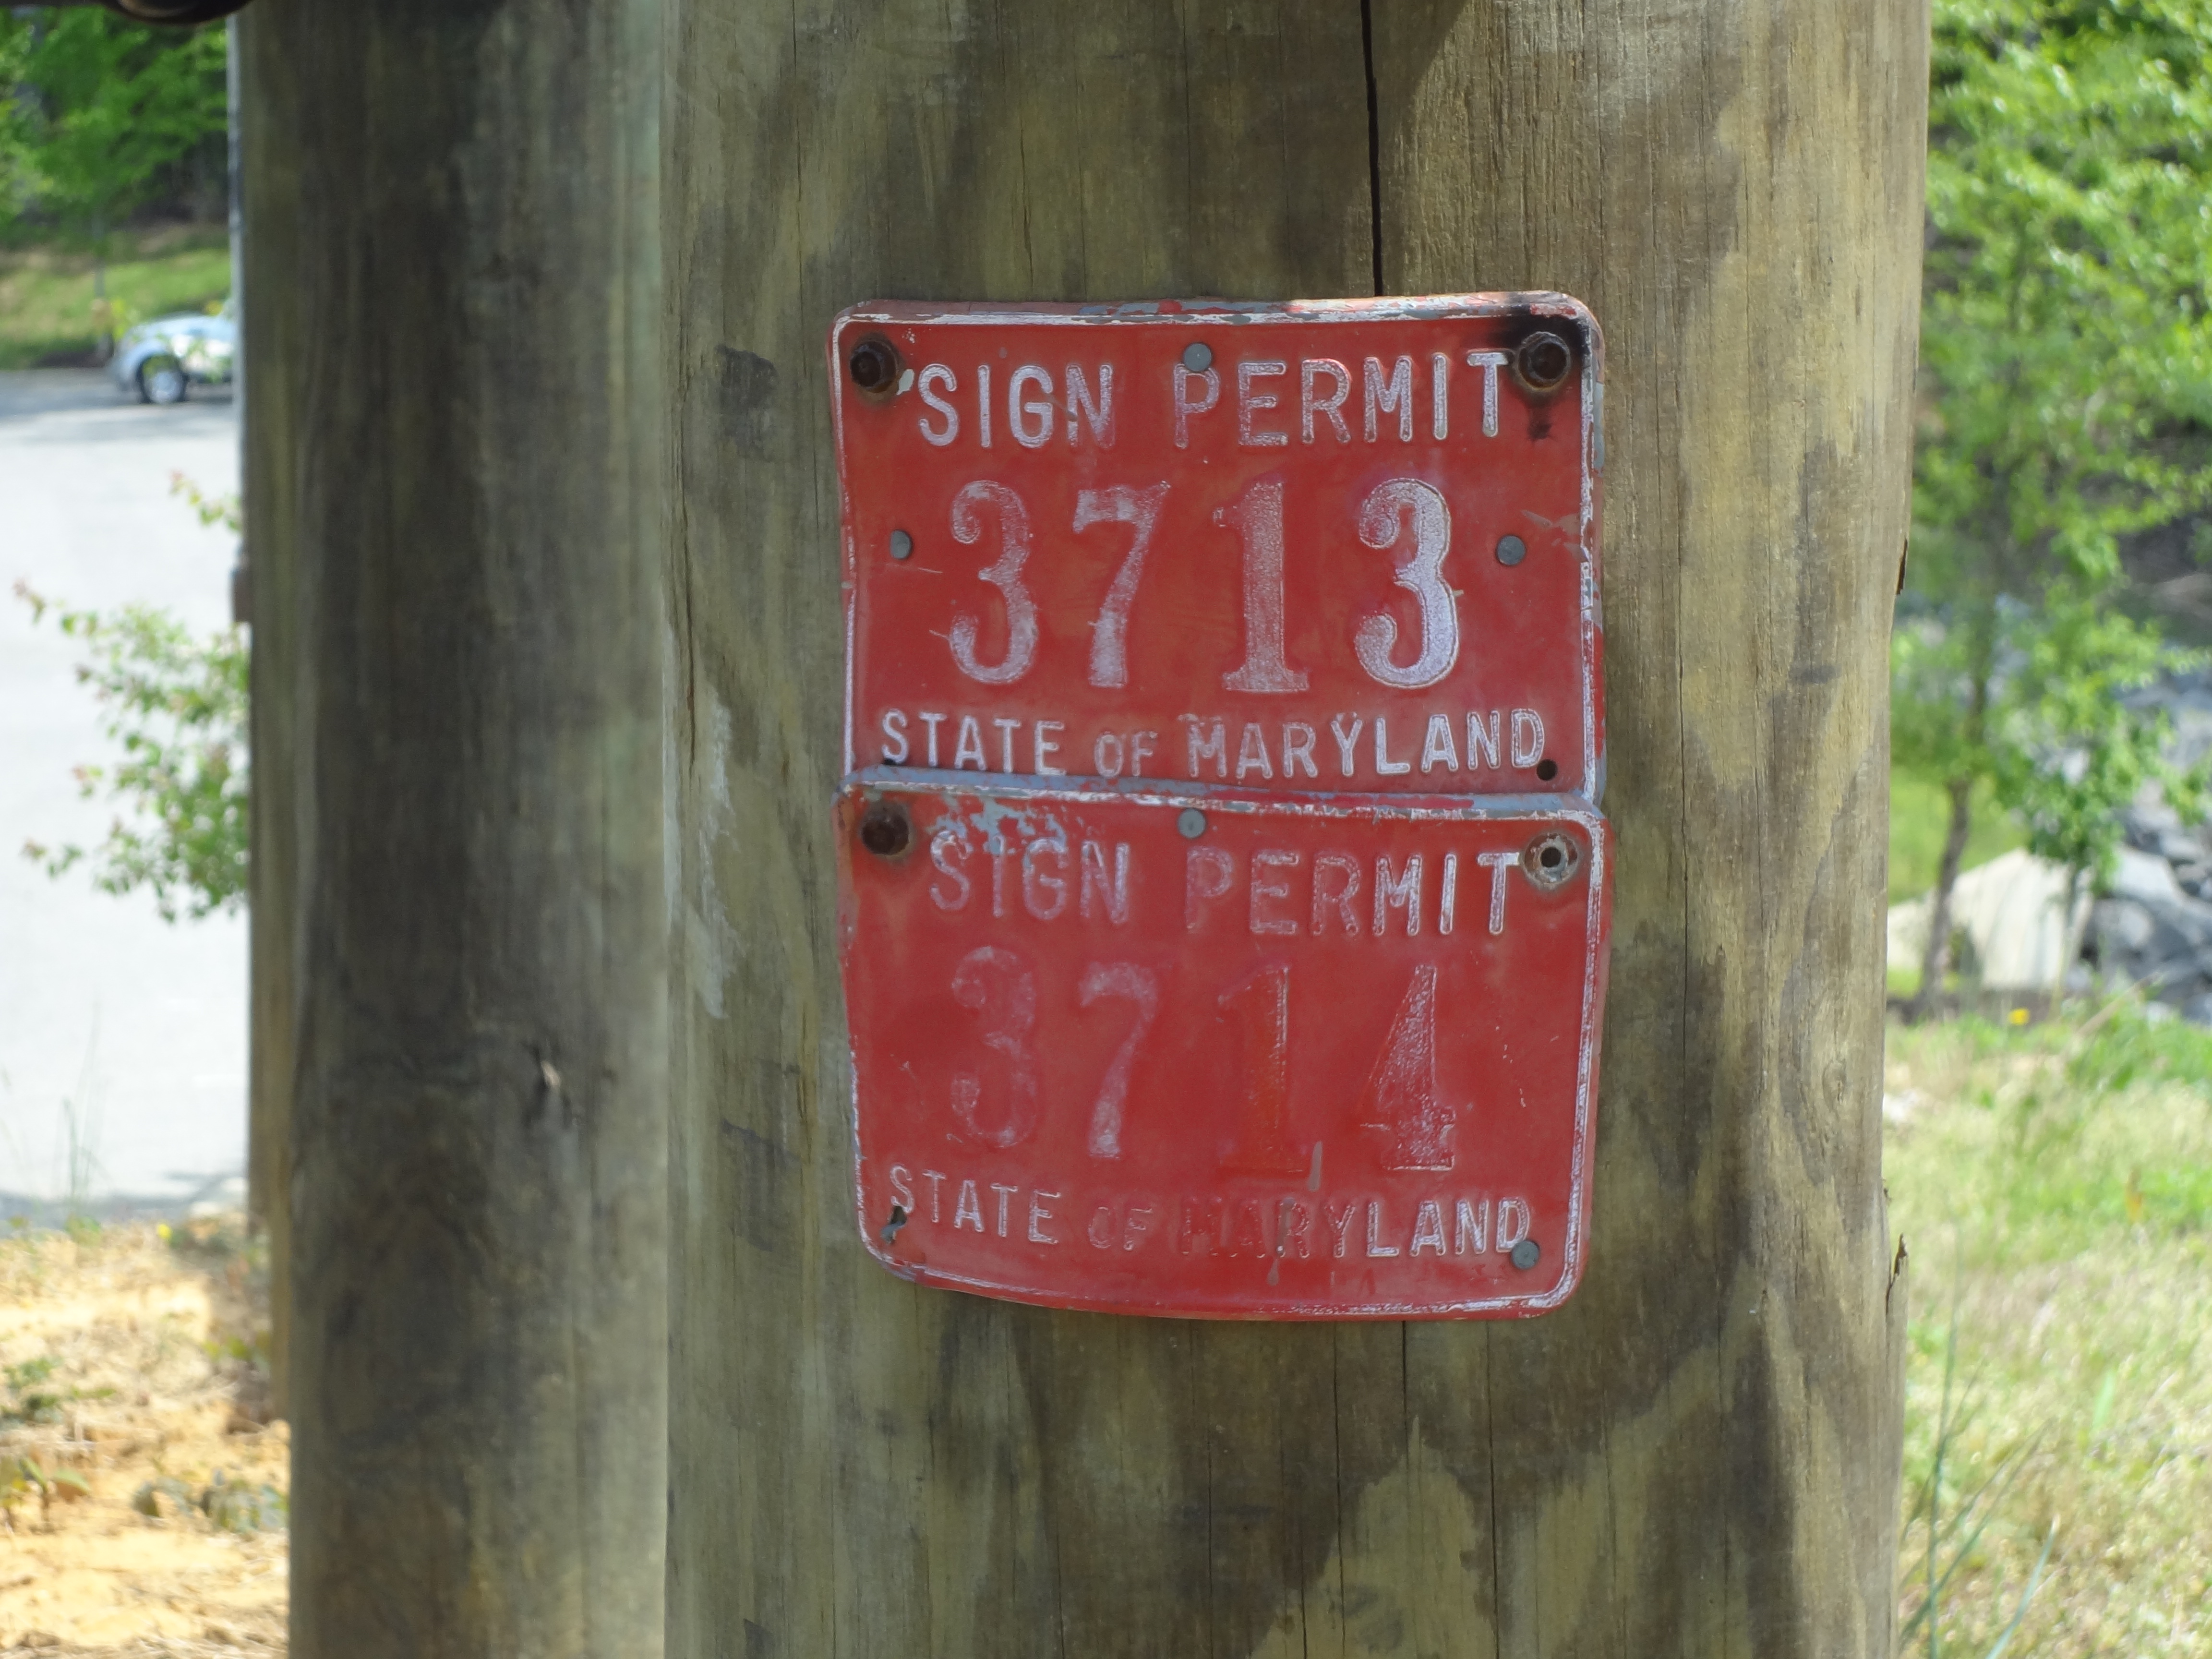 SIGN PERMIT
3713
STATE OF MARYLAND
SIGN PERMIT
3714
STATE OF MARYLAND